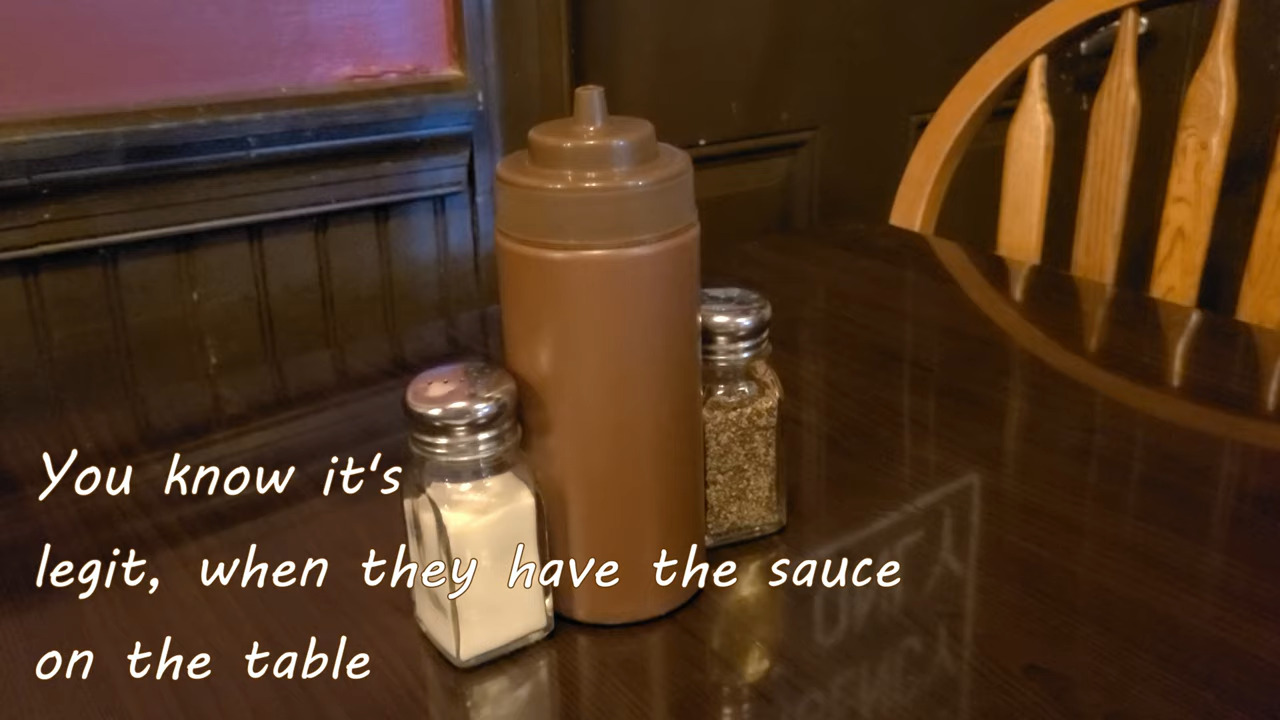 You know it's
legit, when they have the sauce
on the table